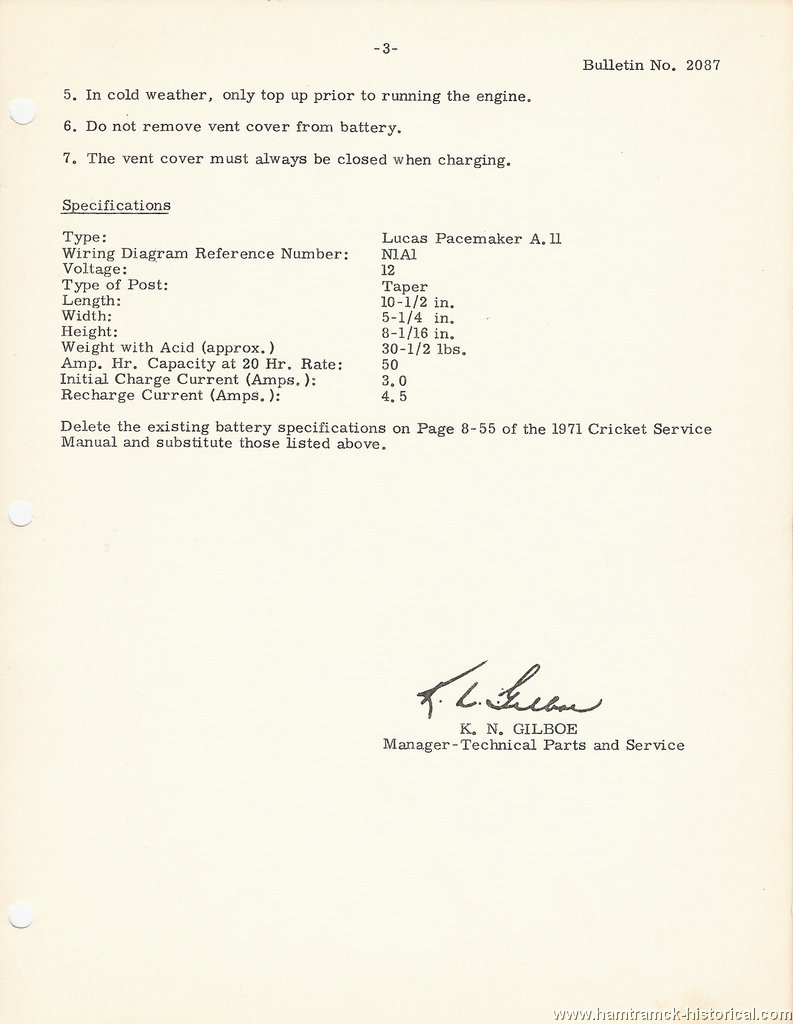 -3-
Bulletin No. 2087
5. In cold weather, only top up prior to running the engine.
6. Do not remove vent cover from battery.
7. The vent cover must always be closed when charging.
Specifications
Type: Lucas Pacemaker A.11
Wiring Diagram Reference Number: N1A1
Voltage: 12
Type of Post: Taper
Length: 10-1/2 in.
Width: 5-1/4 in.
Height: 8-1/16 in.
Weight with Acid (approx.) 30-1/2 lbs.
Amp. Hr. Capacity at 20 Hr. Rate: 50
Initial Charge Current (Amps.): 3.0
Recharge Current (Amps.): 4.5
Delete the existing battery specifications on Page 8-55 of the 1971 Cricket Service
Manual and substitute those listed above.
K. N. Gilboe
K. N. GILBOE
Manager-Technical Parts and Service
www.hamtramck-historical.com